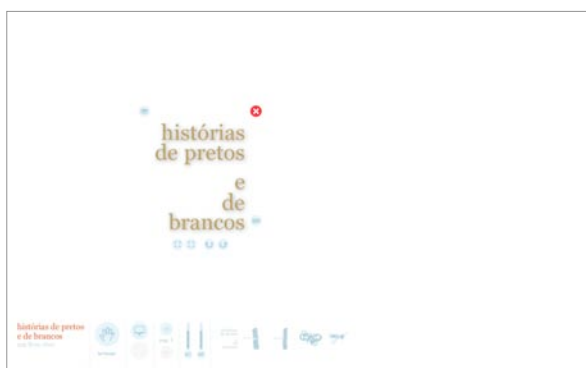 histórias
de pretos
e
de
brancos
histórias de pretos
e de brancos